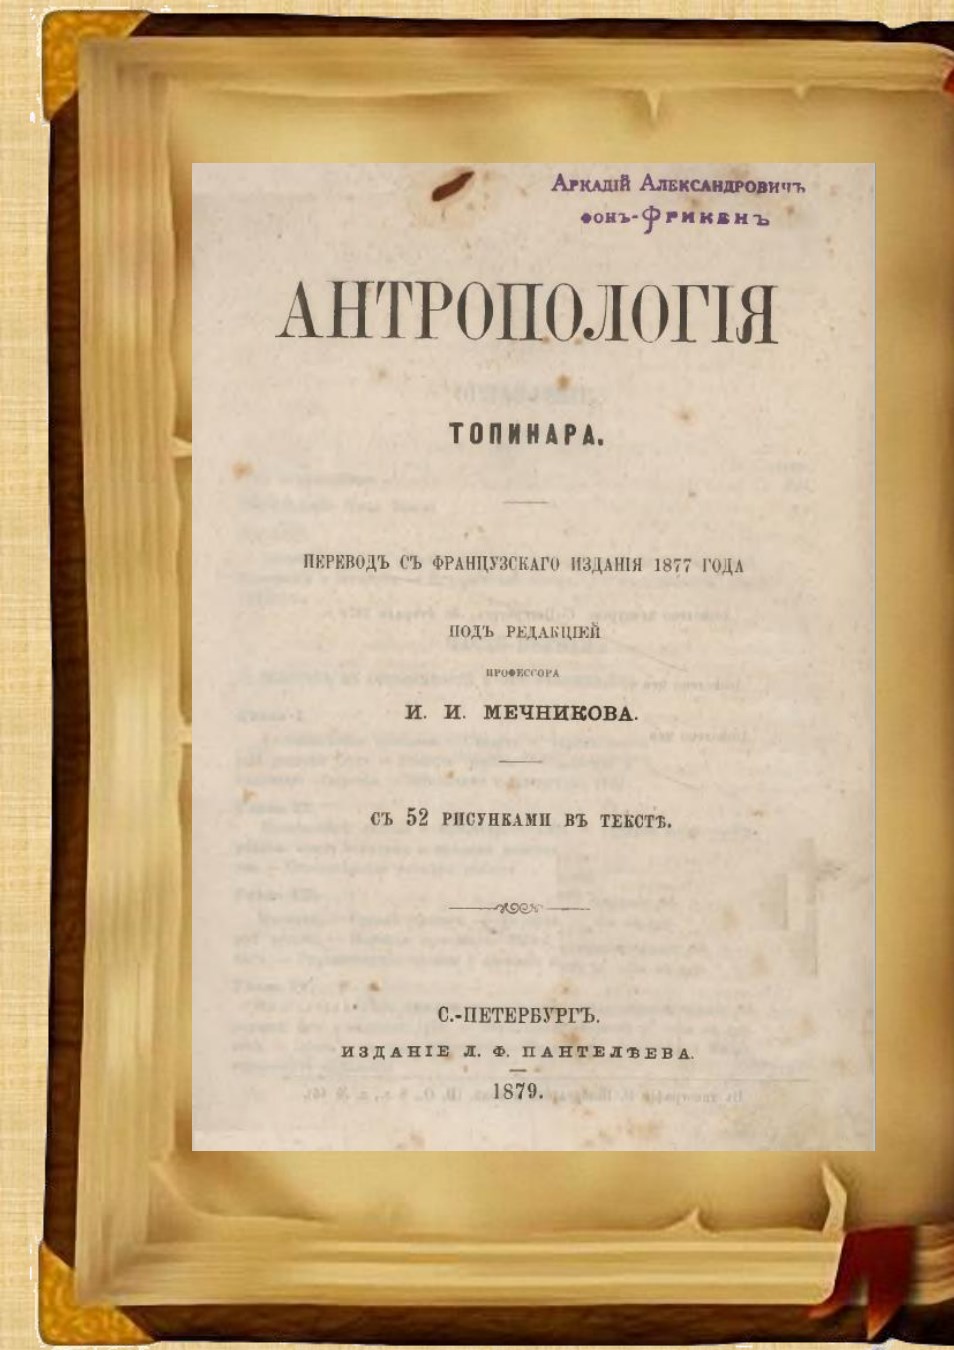 Аркадій Александровичъ
фонъ-Фрикенъ
АНТРОПОЛОГІЯ
ТОПИНАРА.
ПЕРЕВОДЪ СЪ ФРАНЦУЗСКАГО ИЗДАНІЯ 1877 ГОДА
ПОДЪ РЕДАКЦІЕЙ
ПРОФЕССОРА
И. И. МЕЧНИКОВА.
СЪ 52 РИСУНКАМИ ВЪ ТЕКСТѢ.
С.-ПЕТЕРБУРГЪ.
ИЗДАНІЕ Л. Ф. ПАНТЕЛѢЕВА.
1879.